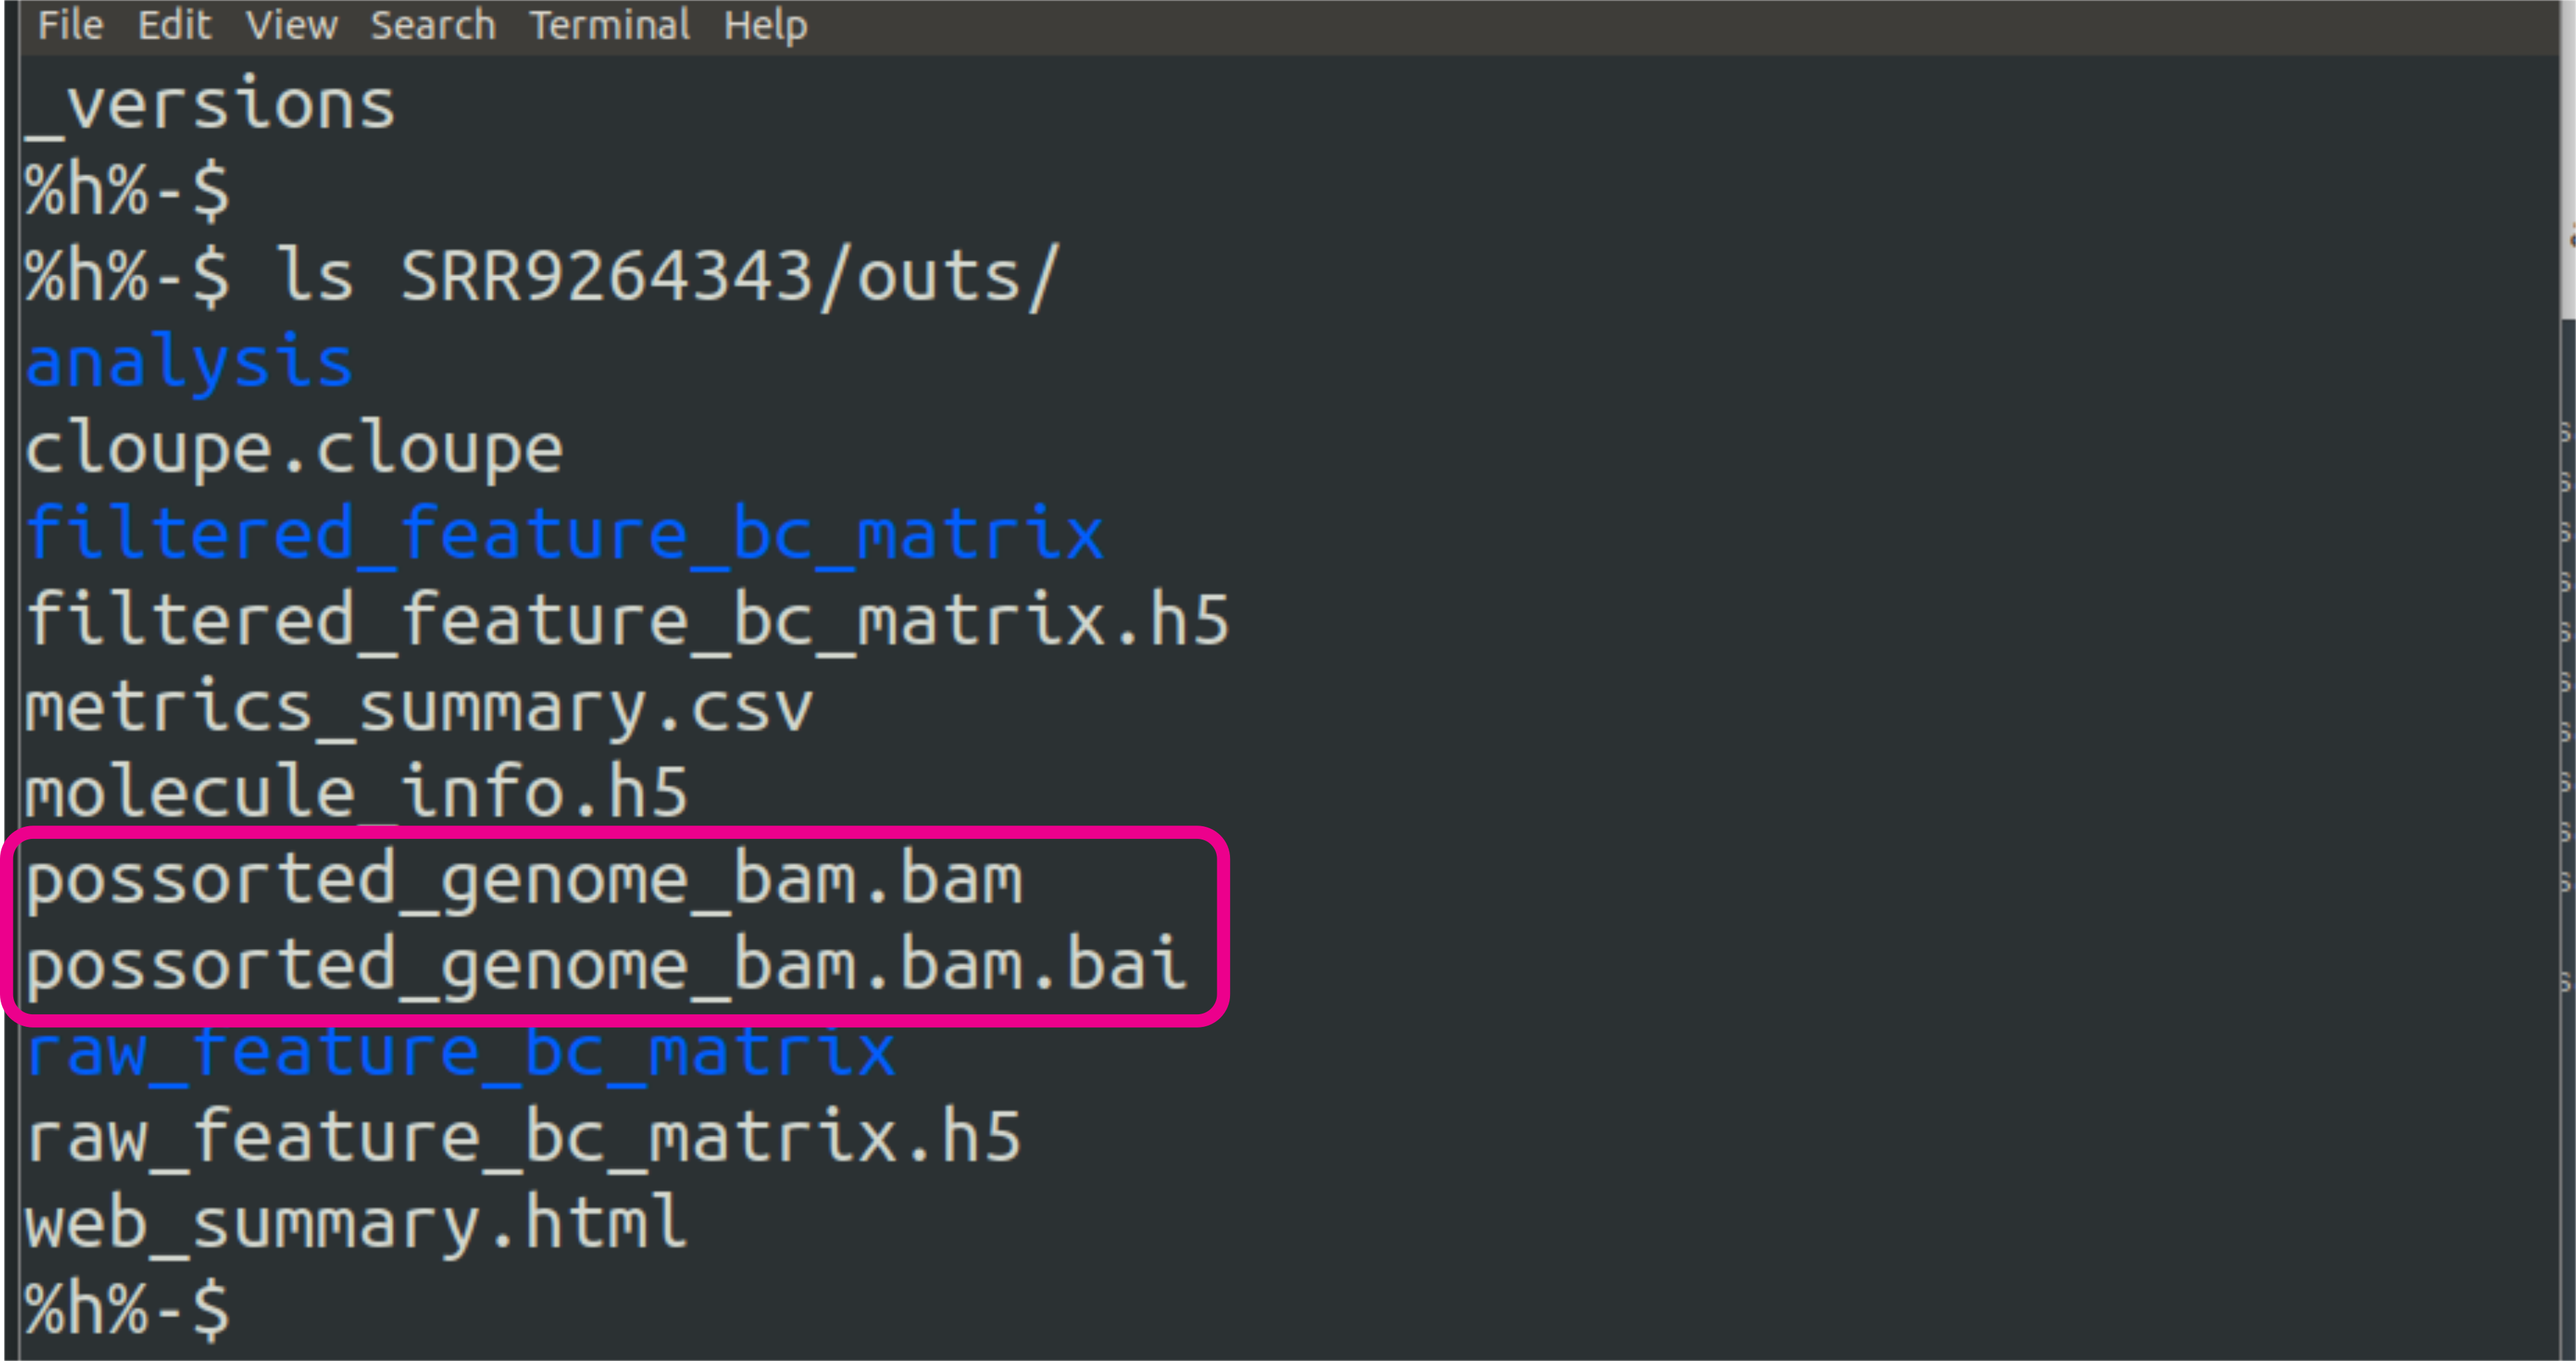 File Edit View Search Terminal Help
_versions
%h%-$
%h%-$ ls SRR9264343/outs/
analysis
cloupe.cloupe
filtered_feature_bc_matrix
filtered_feature_bc_matrix.h5
metrics_summary.csv
molecule_info.h5
possorted_genome_bam.bam
possorted_genome_bam.bam.bai
raw_feature_bc_matrix
raw_feature_bc_matrix.h5
web_summary.html
%h%-$